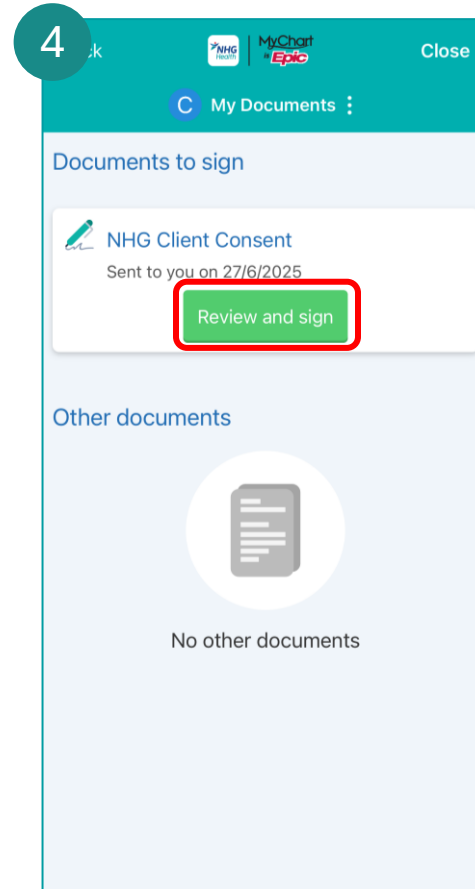 4
Close
NHG
Health
MyChart
Epic
C My Documents
Documents to sign
NHG Client Consent
Sent to you on 27/6/2025
Review and sign
Other documents
No other documents